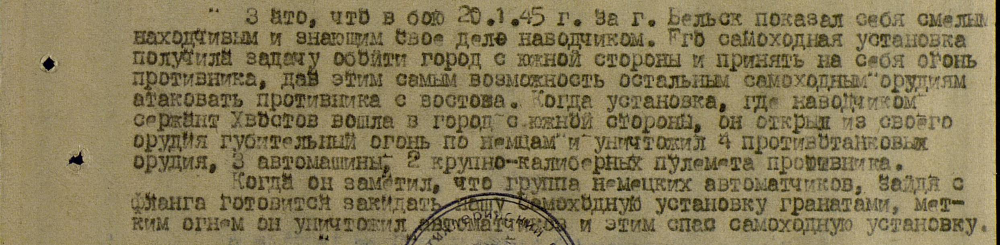 " З ато, что в бою 20.1.45 г. за г. Бельск показал себя смелым
находчивым и знающим свое дело наводчиком. Его самоходная установка
получила задачу обойти город с южной стороны и принять на себя огонь
противника, дав этим самым возможность остальным самоходным орудиям
атаковать противника с востова. Когда установка, где наводчиком
сержант Хвостов вошла в город с южной стороны, он открыл из своего
орудия губительный огонь по немцам и уничтожил 4 противотанковыя
орудия, 3 автомашины, 2 крупно-калиберных пулемета противника.
Когда он заметил, что группа немецких автоматчиков, зайдя с
фланга готовится закидать нашу самоходную установку гранатами, мет-
ким огнем он уничтожил автоматчиков и этим спас самоходную установку.